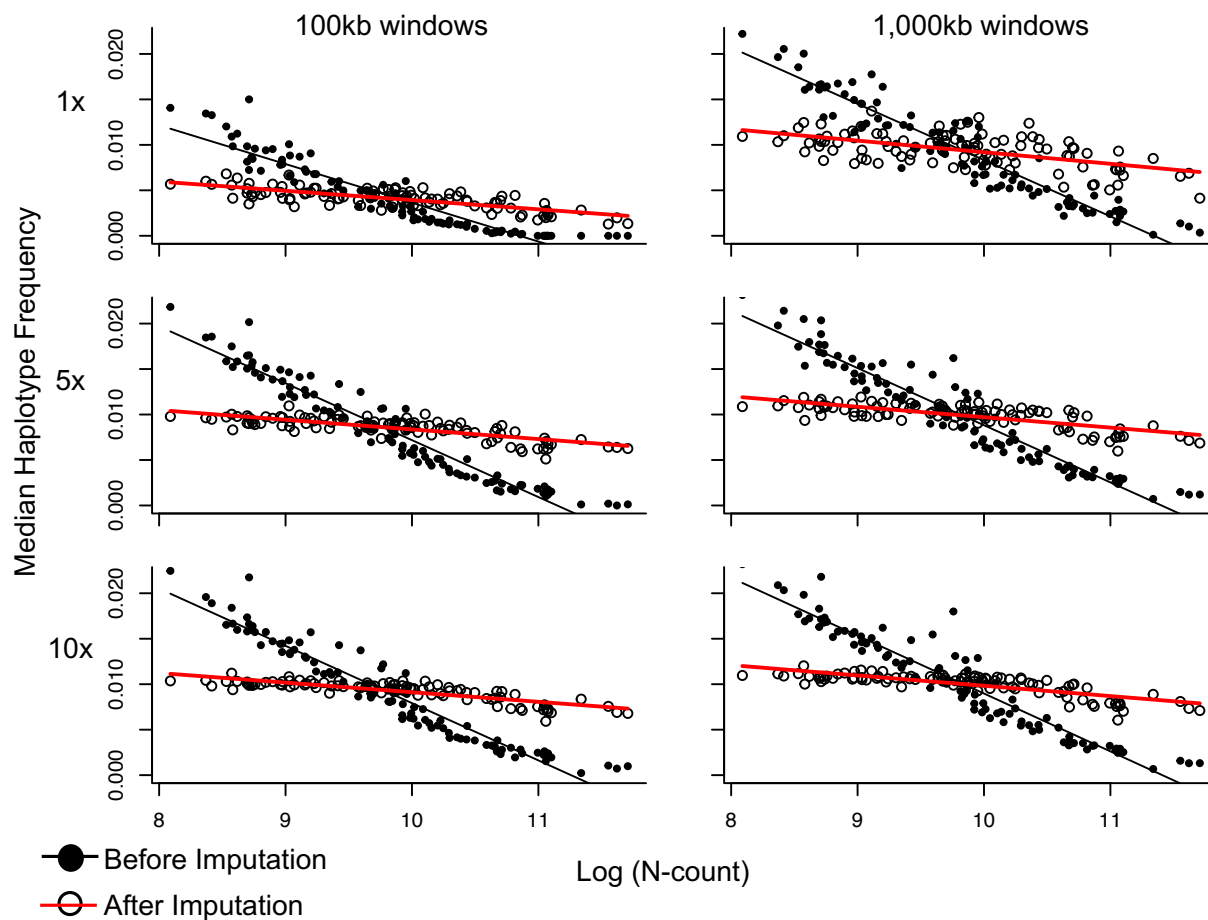 100kb windows
1,000kb windows
1x
5x
10x
Median Haplotype Frequency
0.020
0.010
0.000
0.020
0.010
0.000
0.020
0.010
0.000
8 9 10 11
8 9 10 11
Log (N-count)
Before Imputation
After Imputation